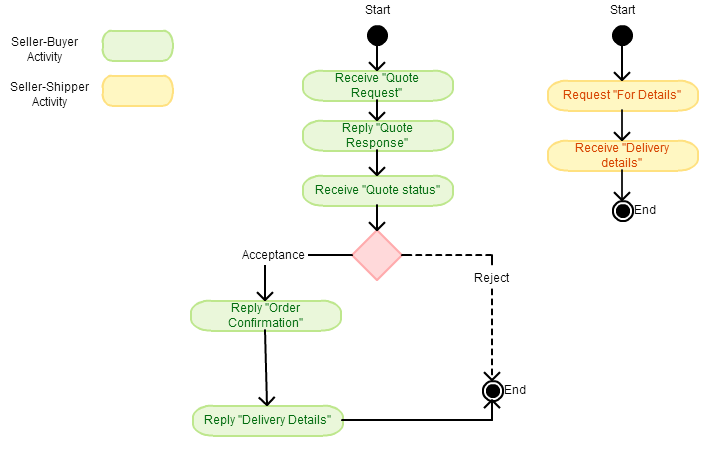 Start
Start
Seller-Buyer
Activity
Seller-Shipper
Activity
Receive "Quote
Request"
Request "For Details"
Reply "Quote
Response"
Receive "Delivery
details"
Receive "Quote status"
End
Acceptance
Reject
Reply "Order
Confirmation"
End
Reply "Delivery Details"